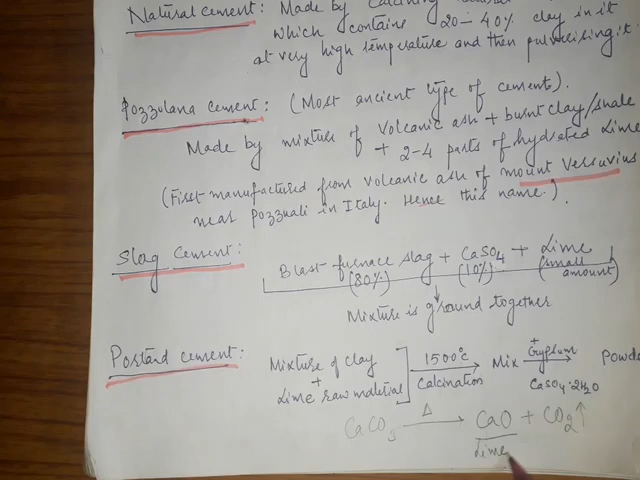 Natural cement: Made by
which contains 20-40% clay in it
at very high temperature and then pulverising it.
Pozzolana cement: (Most ancient type of cement).
Made by mixture of Volcanic ash + burnt clay/shale
+ 2-4 parts of hydrated Lime
(First manufactured from Volcanic ash of mount Vesuvius
near pozzuali in Italy. Hence this name.)
Slag cement: Blast furnace slag + CaSO4 + Lime
(80%) (10%) (small amount)
Mixture is ground together
Postand cement: Mixture of clay 1500°C Mix + Gypsum Powd
+ Lime raw material Calcination CaSO4.2H2O
CaCO3 Δ → CaO + CO2↑
Lime